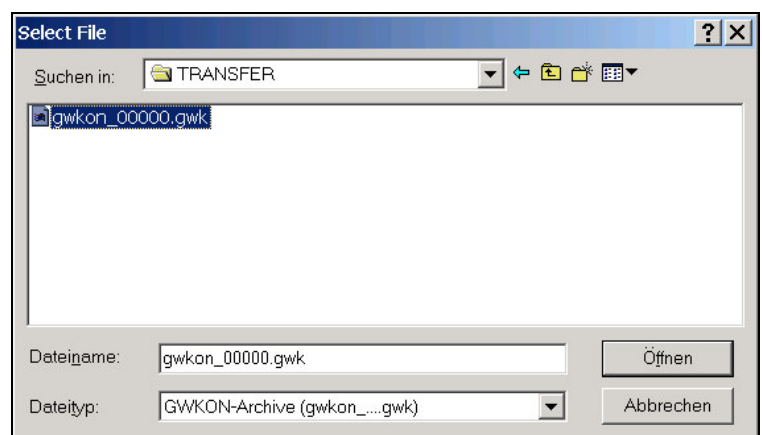 Select File
Suchen in: TRANSFER
gwkon_00000.gwk
Dateiname: gwkon_00000.gwk Öffnen
Dateityp: GWKON-Archive (gwkon_....gwk) Abbrechen